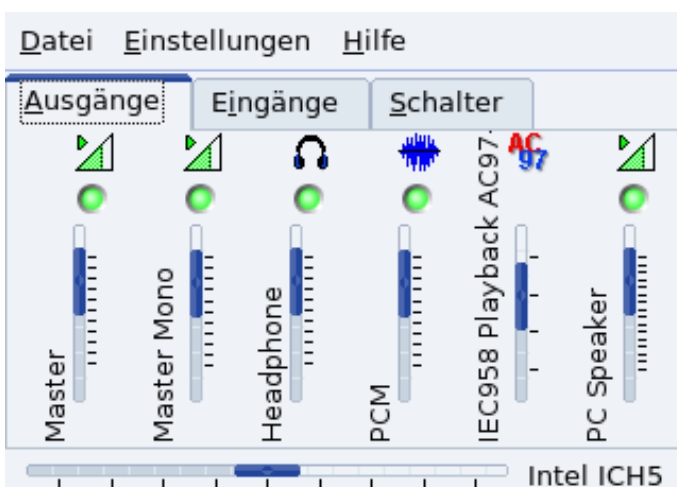 Datei Einstellungen Hilfe
Ausgänge Eingänge Schalter
AC
97
Master
Master Mono
Headphone
PCM
IEC958 Playback AC97-
PC Speaker
Intel ICH5